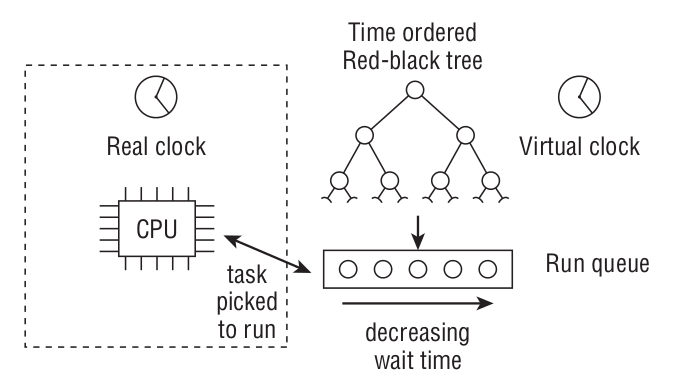 Time ordered
Red-black tree
Real clock
Virtual clock
CPU
task
picked
to run
Run queue
decreasing
wait time